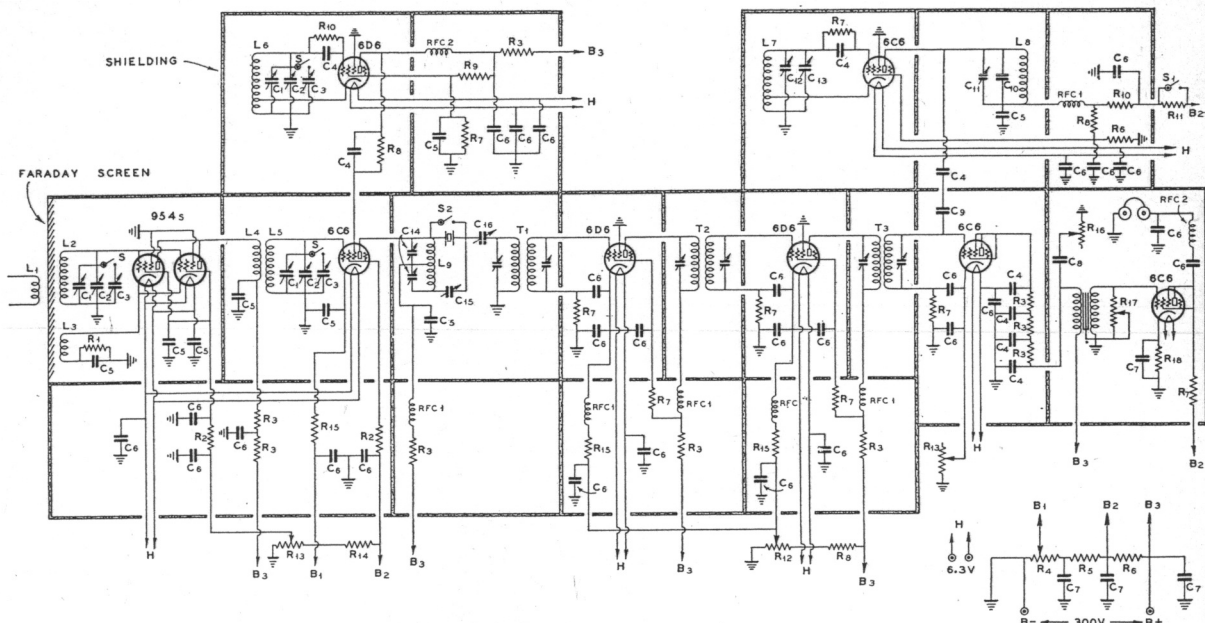 SHIELDING
FARADAY SCREEN
L6 R10 C4 S C1 C2 C3 6D6 RFC2 R3 B3
R9 H
C5 R7 C6 C6 C6
C4 R8
L7 R7 C4 C12 C13 6C6 C11 C10 L8 C5 RFC1 C6 R10 S1 R11 B2
R8 R6 H
C6 C6 C6
C4
C9
954s
L1 L2 S C1 C2 C3 L3 R1 C5 C5 C5
L4 L5 S C1 C2 C3 6C6 C5 C5
C14 S2 L9 C15 C16 C5
T1 6D6 C6 R7 C6 C6
T2 6D6 C6 R7 C6 C6
T3 6C6 C6 R7 C6 C6 C4 R3 R3 C4 R3 C4
R16 C8 RFC2 C6 C6 6C6 R17 C7 R18 R7
C6 C6 R2 C6 R3 C6 R3 R15 C6 C6 R2 RFC1 R3
RFC1 R15 C6 C6 R7 RFC1 R3
RFC R15 C6 C6 R7 RFC1 R3
R13 H B3 B2
H R13 R14 B3 B1 B2 B3
H B3 R12 H R8 B3
H B1 B2 B3
6.3V R4 R5 R6
C7 C7 C7
B- 300V B+